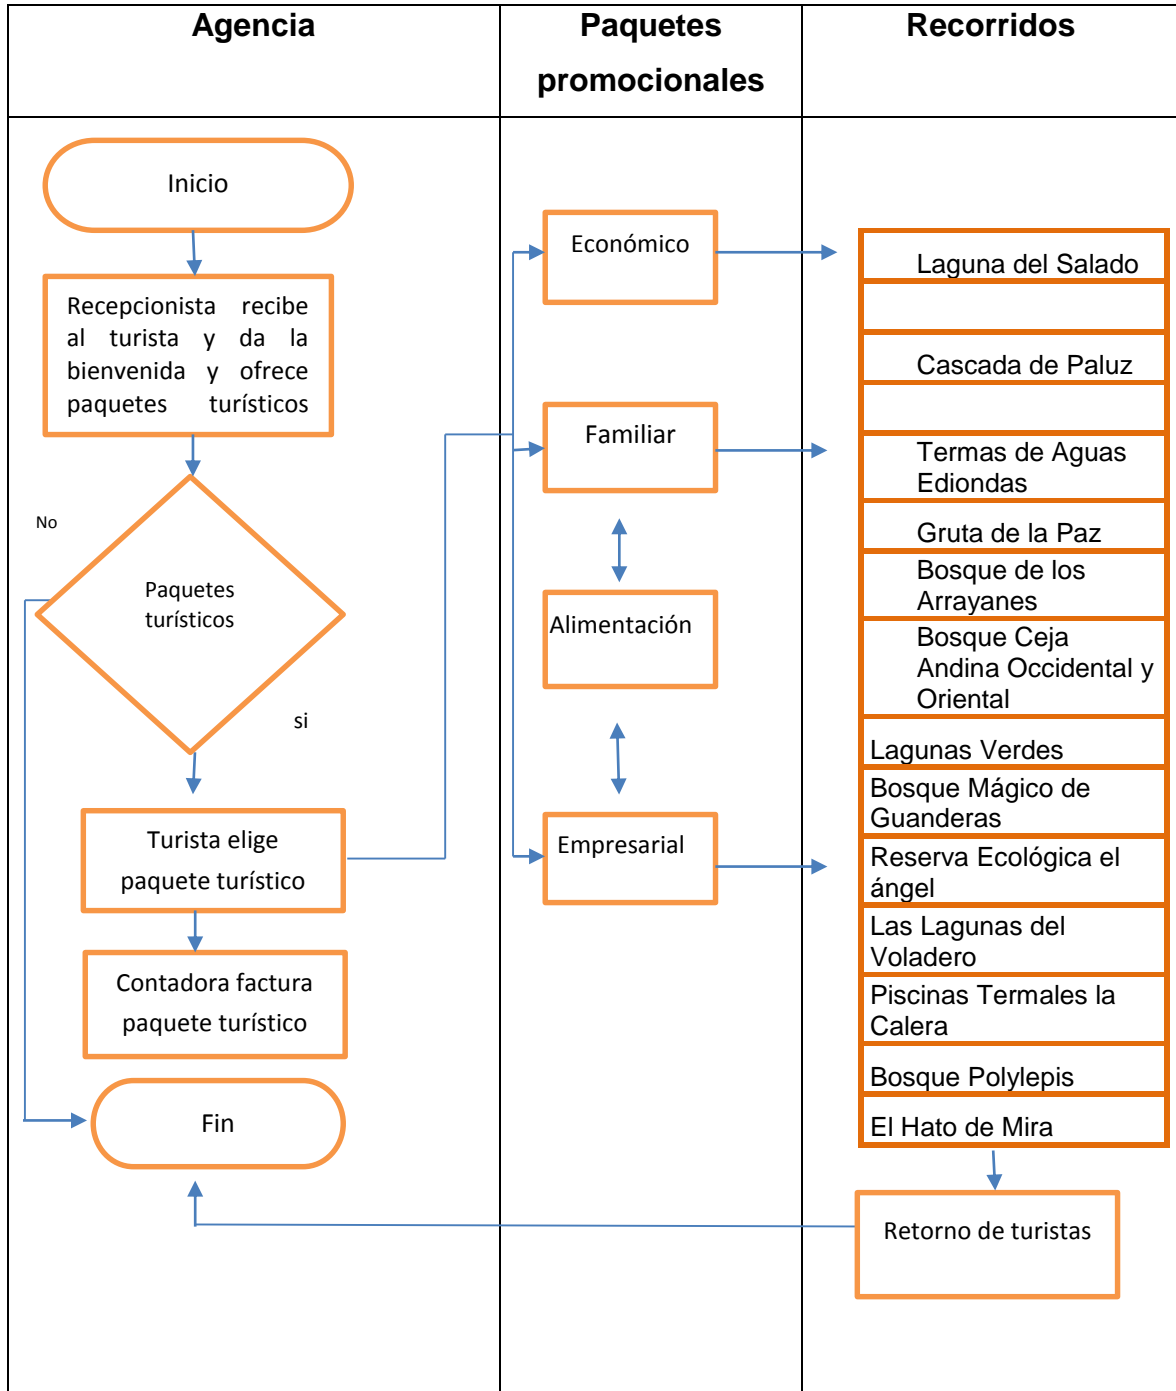 Agencia
Paquetes
promocionales
Recorridos
Inicio
Recepcionista recibe
al turista y da la
bienvenida y ofrece
paquetes turísticos
No
Paquetes
turísticos
si
Turista elige
paquete turístico
Contadora factura
paquete turístico
Fin
Económico
Familiar
Alimentación
Empresarial
Laguna del Salado
Cascada de Paluz
Termas de Aguas
Ediondas
Gruta de la Paz
Bosque de los
Arrayanes
Bosque Ceja
Andina Occidental y
Oriental
Lagunas Verdes
Bosque Mágico de
Guanderas
Reserva Ecológica el
ángel
Las Lagunas del
Voladero
Piscinas Termales la
Calera
Bosque Polylepis
El Hato de Mira
Retorno de turistas